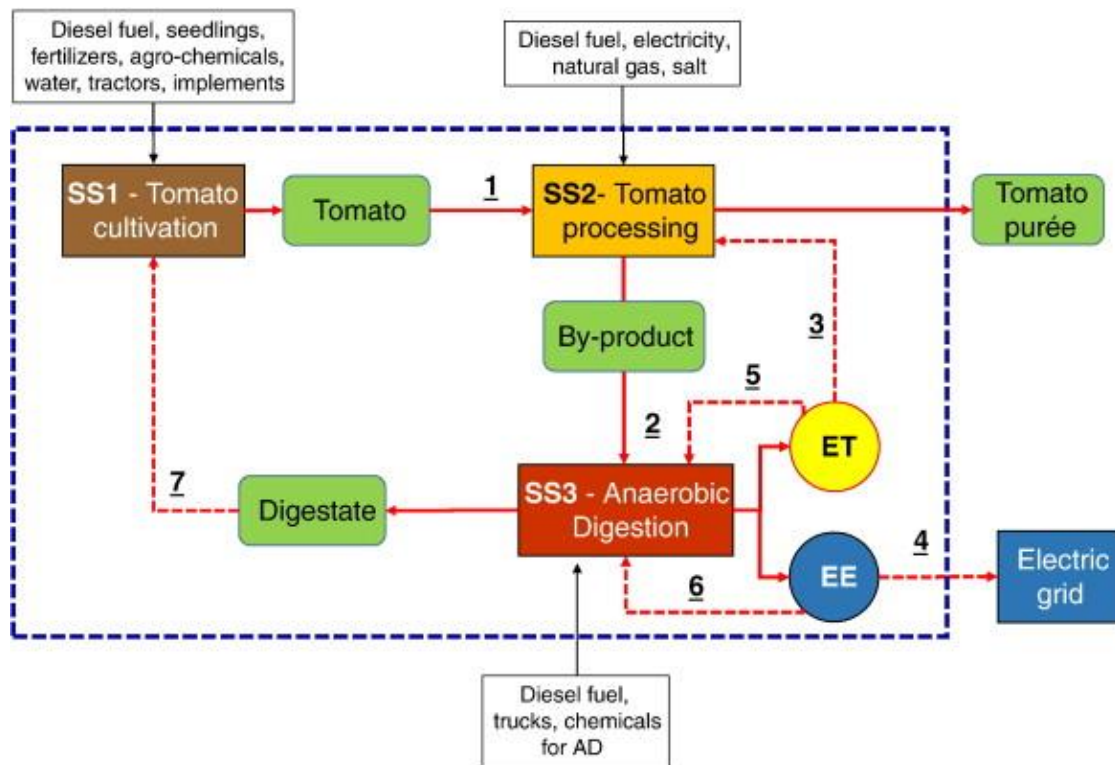 Diesel fuel, seedlings,
fertilizers, agro-chemicals,
water, tractors, implements
Diesel fuel, electricity,
natural gas, salt
SS1 - Tomato
cultivation
Tomato
1
SS2- Tomato
processing
Tomato
purée
By-product
3
5
2
ET
7
Digestate
SS3 - Anaerobic
Digestion
EE
4
Electric
grid
6
Diesel fuel,
trucks, chemicals
for AD